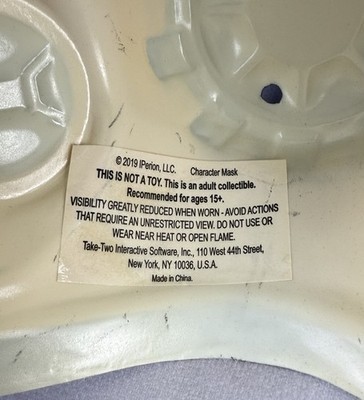 © 2019 IPerion, LLC. Character Mask
THIS IS NOT A TOY. This is an adult collectible.
Recommended for ages 15+.
VISIBILITY GREATLY REDUCED WHEN WORN - AVOID ACTIONS
THAT REQUIRE AN UNRESTRICTED VIEW. DO NOT USE OR
WEAR NEAR HEAT OR OPEN FLAME.
Take-Two Interactive Software, Inc., 110 West 44th Street,
New York, NY 10036, U.S.A.
Made in China.